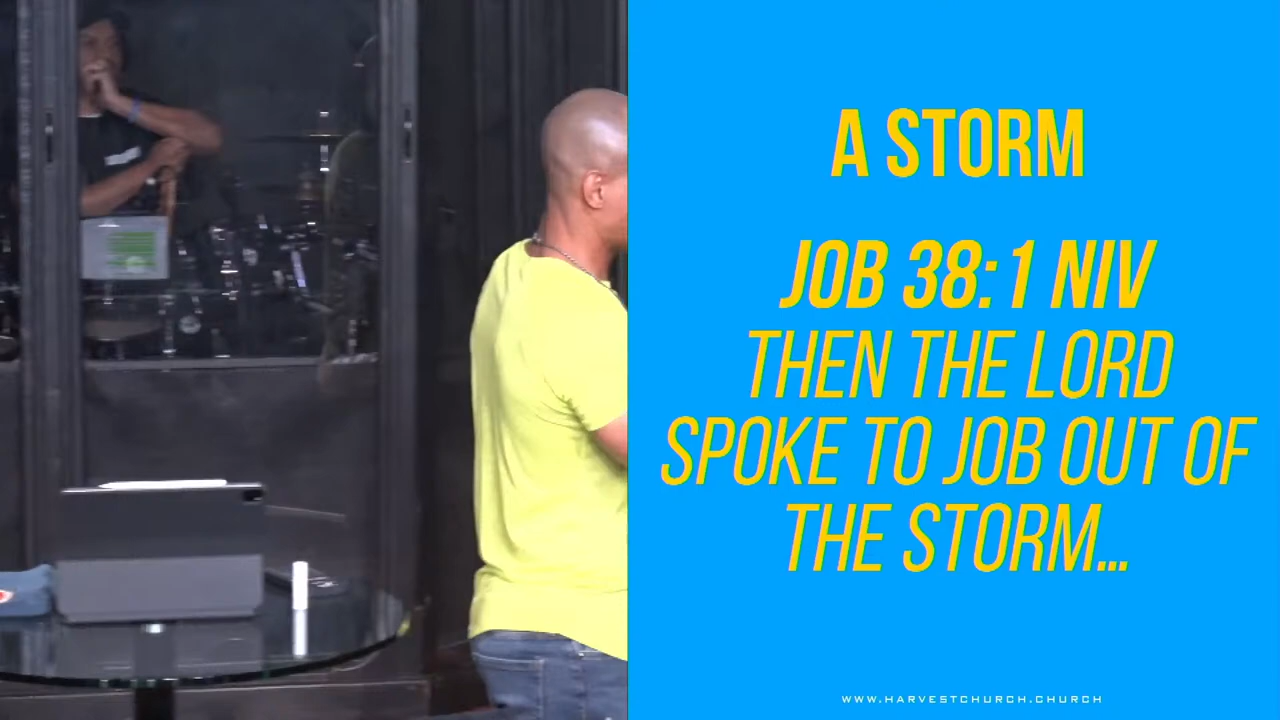 A STORM
JOB 38:1 NIV
THEN THE LORD
SPOKE TO JOB OUT OF
THE STORM...
WWW.HARVESTCHURCH.CHURCH